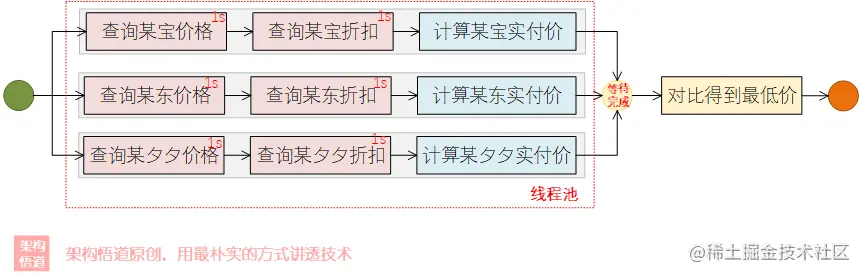 查询某宝价格
1s
查询某宝折扣
1s
计算某宝实付价
查询某东价格
1s
查询某东折扣
1s
计算某东实付价
等待
完成
对比得到最低价
查询某夕夕价格
1s
查询某夕夕折扣
1s
计算某夕夕实付价
线程池
架构
悟道
架构悟道原创，用最朴实的方式讲透技术
@稀土掘金技术社区